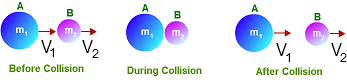 A B A B A B
m₁ m₂ m₁ m₂ m₁ m₂
V₁ V₂ V₁ V₂
Before Collision During Collision After Collision